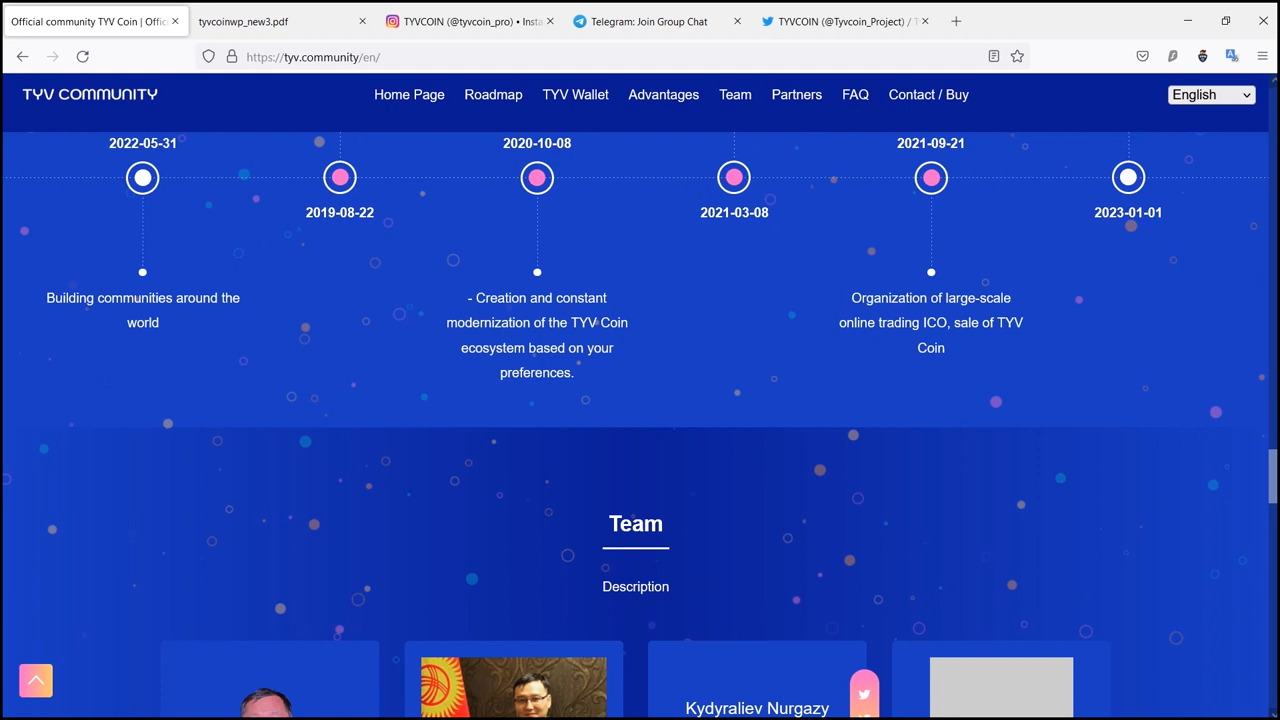 Official community TYV Coin | Offic
tyvcoinwp_new3.pdf
TYVCOIN (@tyvcoin_pro) • Insta
Telegram: Join Group Chat
TYVCOIN (@Tyvcoin_Project) / T
https://tyv.community/en/
TYV COMMUNITY
Home Page
Roadmap
TYV Wallet
Advantages
Team
Partners
FAQ
Contact / Buy
English
2022-05-31
2020-10-08
2021-09-21
2019-08-22
2021-03-08
2023-01-01
Building communities around the
world
- Creation and constant
modernization of the TYV Coin
ecosystem based on your
preferences.
Organization of large-scale
online trading ICO, sale of TYV
Coin
Team
Description
Kydyraliev Nurgazy